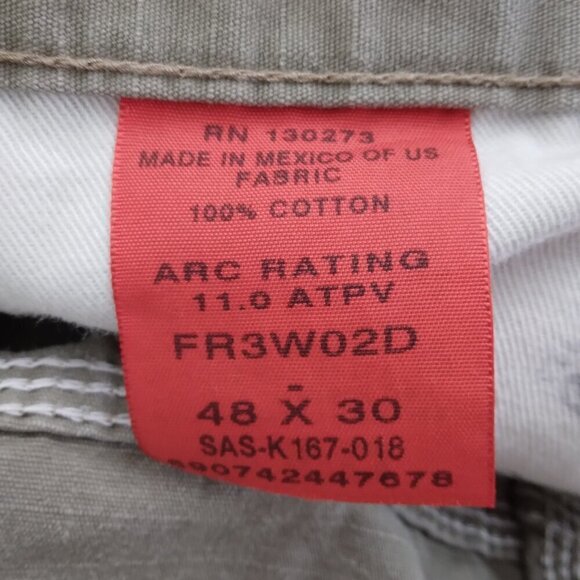 RN 130273
MADE IN MEXICO OF US
FABRIC
100% COTTON
ARC RATING
11.0 ATPV
FR3W02D
-
48 X 30
SAS-K167-018
890742447678